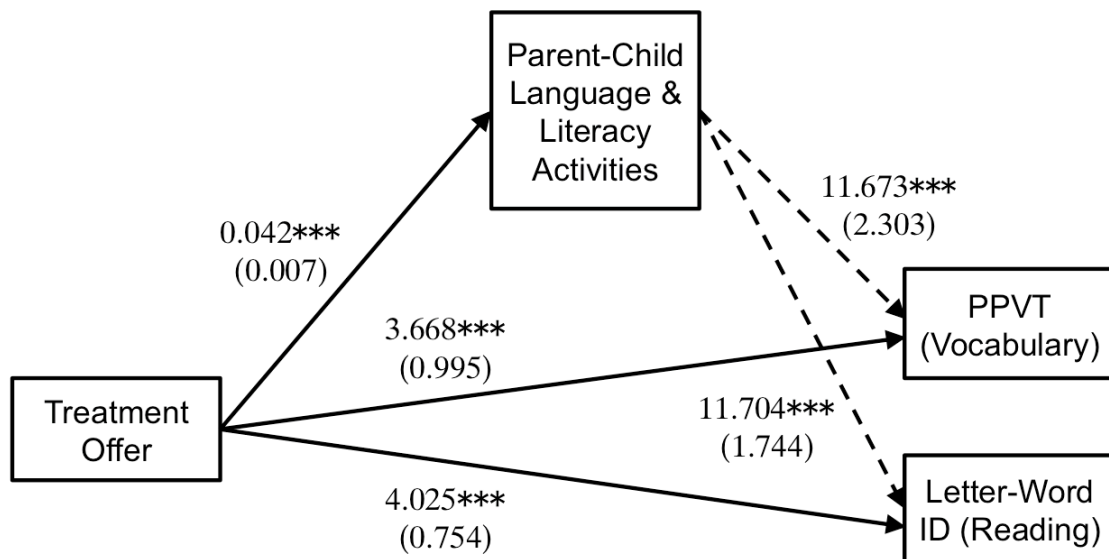 Parent-Child
Language &
Literacy
Activities
11.673***
(2.303)
0.042***
(0.007)
PPVT
(Vocabulary)
3.668***
(0.995)
Treatment
Offer
11.704***
(1.744)
4.025***
(0.754)
Letter-Word
ID (Reading)